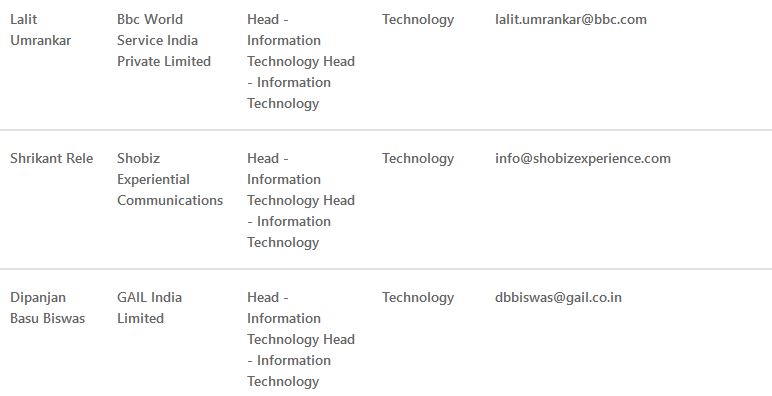 Lalit Umrankar
Bbc World Service India Private Limited
Head - Information Technology Head - Information Technology
Technology
lalit.umrankar@bbc.com
Shrikant Rele
Shobiz Experiential Communications
Head - Information Technology Head - Information Technology
Technology
info@shobizexperience.com
Dipanjan Basu Biswas
GAIL India Limited
Head - Information Technology Head - Information Technology
Technology
dbbiswas@gail.co.in